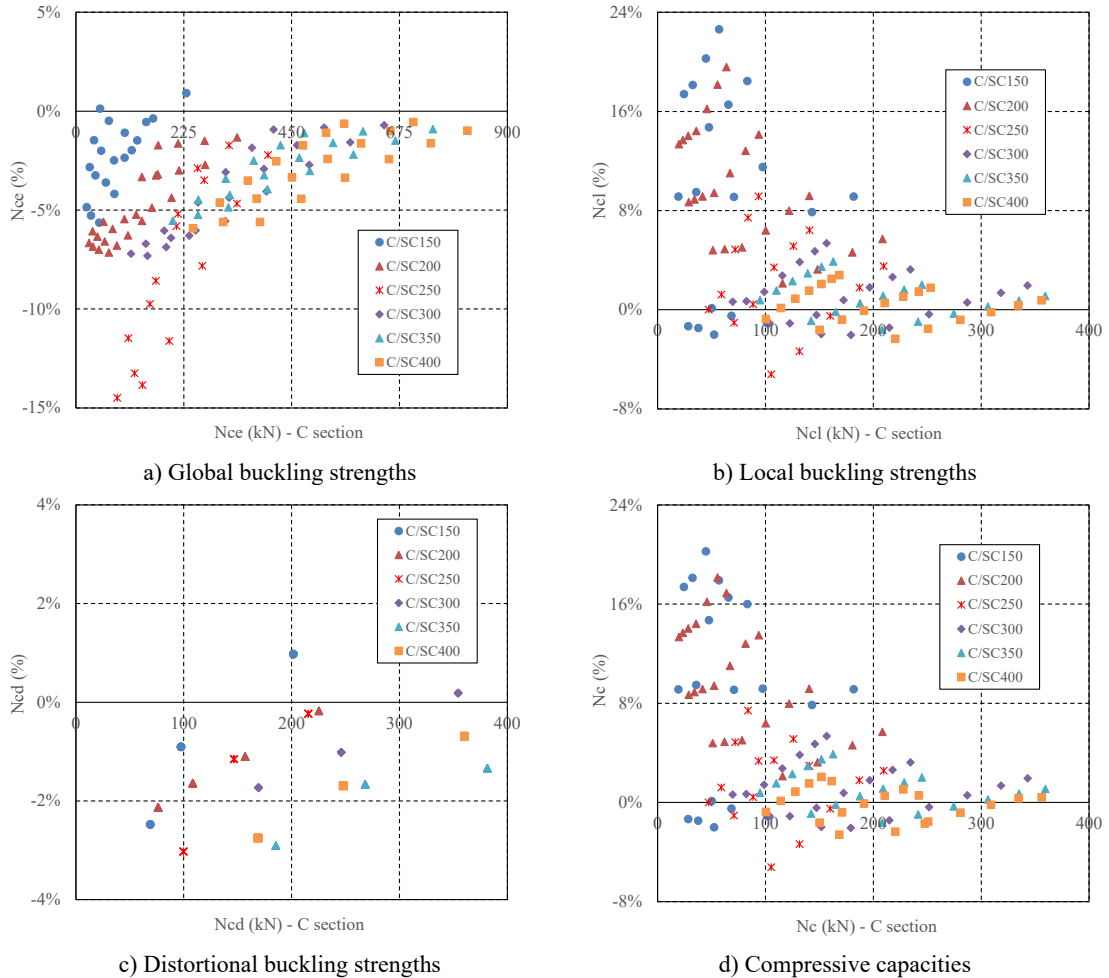 0%
-5%
-10%
-15%
0
225
450
675
900
Nce (%)
Nce (kN) - C section
C/SC150
C/SC200
C/SC250
C/SC300
C/SC350
C/SC400
a) Global buckling strengths
24%
16%
8%
0%
-8%
0
100
200
300
400
Ncl (%)
Ncl (kN) - C section
C/SC150
C/SC200
C/SC250
C/SC300
C/SC350
C/SC400
b) Local buckling strengths
4%
2%
0%
-2%
-4%
0
100
200
300
400
Ncd (%)
Ncd (kN) - C section
C/SC150
C/SC200
C/SC250
C/SC300
C/SC350
C/SC400
c) Distortional buckling strengths
24%
16%
8%
0%
-8%
0
100
200
300
400
Nc (%)
Nc (kN) - C section
C/SC150
C/SC200
C/SC250
C/SC300
C/SC350
C/SC400
d) Compressive capacities